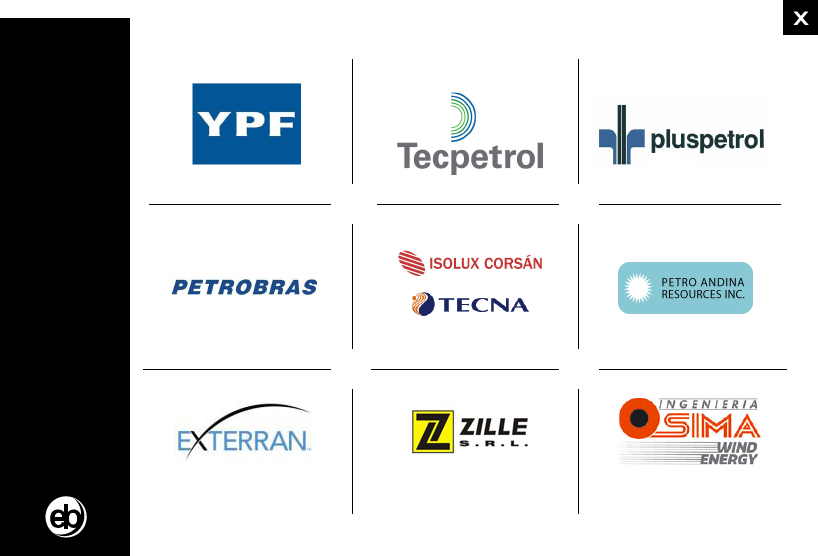 X
YPF
Tecpetrol
pluspetrol
PETROBRAS
ISOLUX CORSÁN
TECNA
PETRO ANDINA
RESOURCES INC.
EXTERRAN
ZILLE
S.R.L.
INGENIERIA
SIMA
WIND
ENERGY
eb